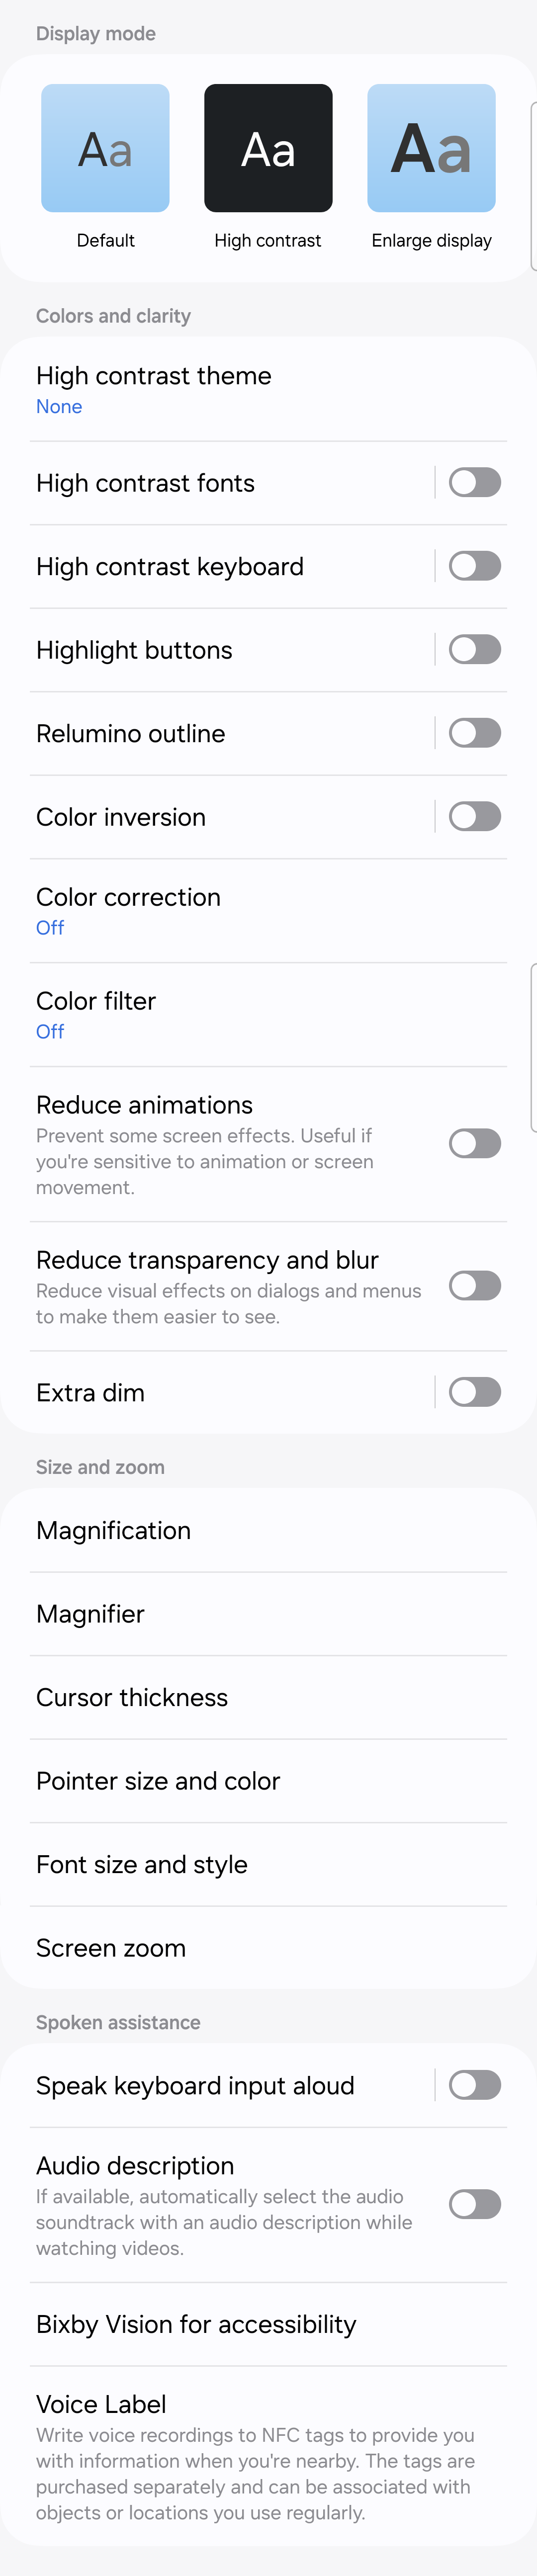 Display mode
Aa
Aa
Aa
Default
High contrast
Enlarge display
Colors and clarity
High contrast theme
None
High contrast fonts
High contrast keyboard
Highlight buttons
Relumino outline
Color inversion
Color correction
Off
Color filter
Off
Reduce animations
Prevent some screen effects. Useful if
you're sensitive to animation or screen
movement.
Reduce transparency and blur
Reduce visual effects on dialogs and menus
to make them easier to see.
Extra dim
Size and zoom
Magnification
Magnifier
Cursor thickness
Pointer size and color
Font size and style
Screen zoom
Spoken assistance
Speak keyboard input aloud
Audio description
If available, automatically select the audio
soundtrack with an audio description while
watching videos.
Bixby Vision for accessibility
Voice Label
Write voice recordings to NFC tags to provide you
with information when you're nearby. The tags are
purchased separately and can be associated with
objects or locations you use regularly.